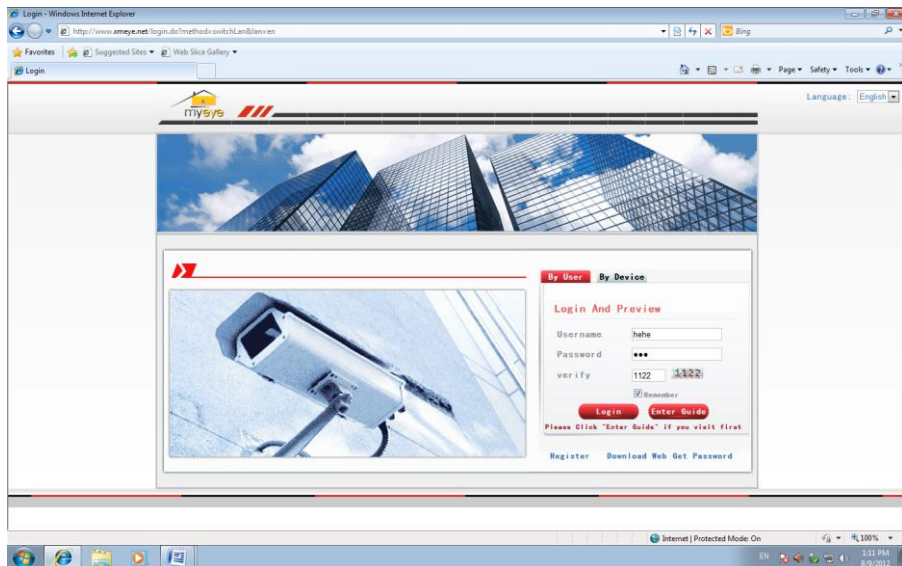 Login - Windows Internet Explorer
http://www.xmeye.net/login.do?method=switchLan&lan=en
Bing
Favorites Suggested Sites Web Slice Gallery
Login Page Safety Tools
Language: English
myeye
By User By Device
Login And Preview
Username hehe
Password •••
verify 1122 1122
Remember
Login Enter Guide
Please Click "Enter Guide" if you visit first
Register Download Web Get Password
Internet | Protected Mode: On 100%
EN 1:11 PM
8/9/2012